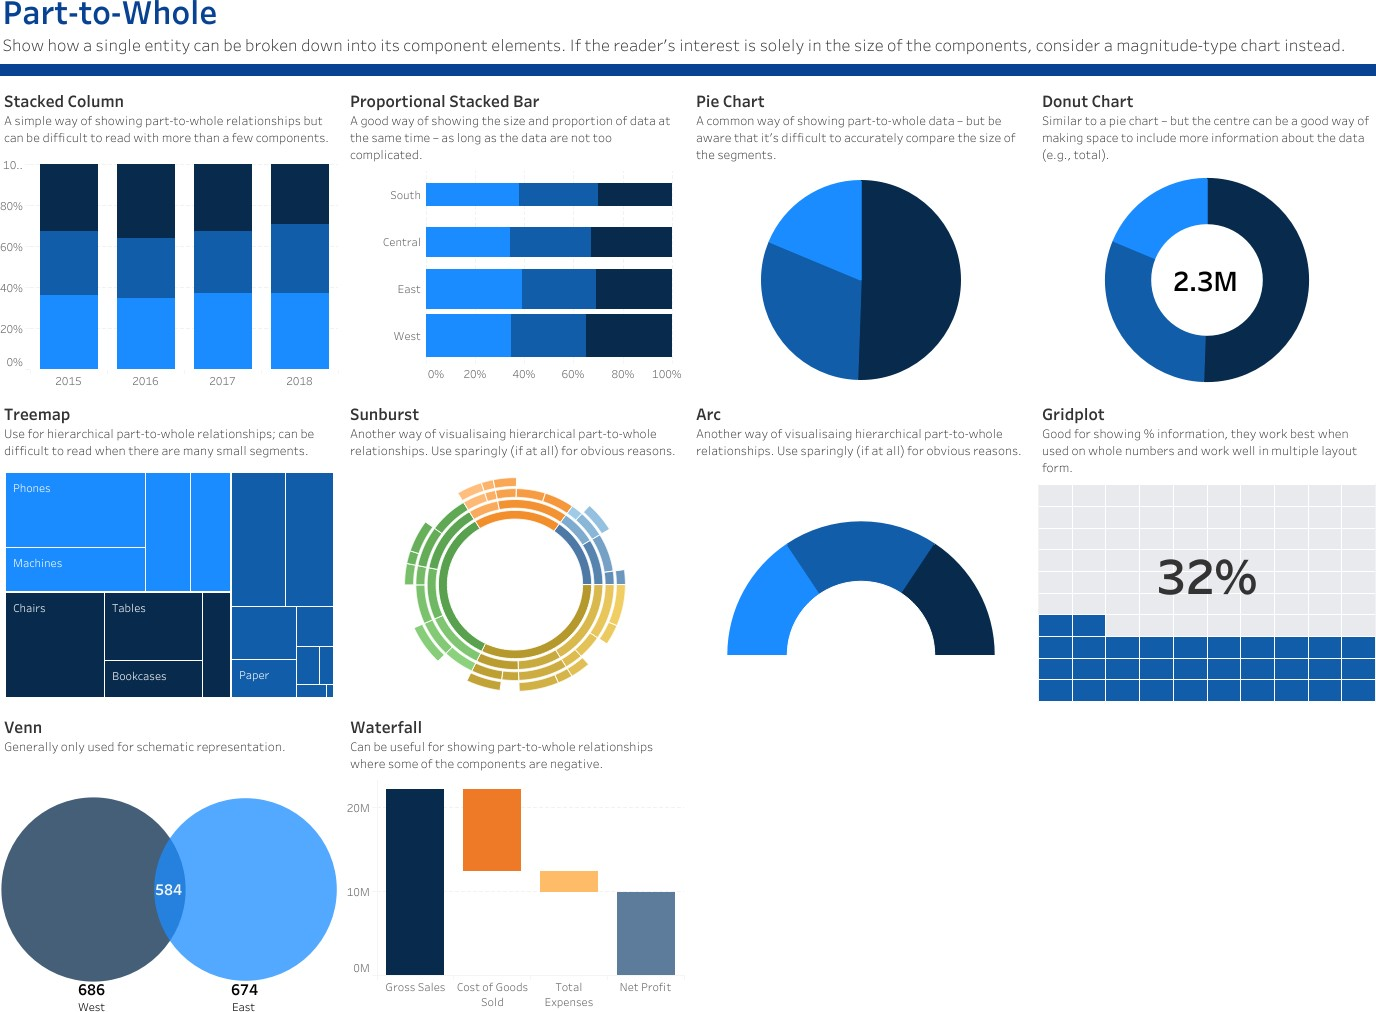 Part-to-Whole
Show how a single entity can be broken down into its component elements. If the reader's interest is solely in the size of the components, consider a magnitude-type chart instead.
Stacked Column
A simple way of showing part-to-whole relationships but
can be difficult to read with more than a few components.
10..
80%
60%
40%
20%
0%
2015
2016
2017
2018
Proportional Stacked Bar
A good way of showing the size and proportion of data at
the same time – as long as the data are not too
complicated.
South
Central
East
West
0%
20%
40%
60%
80%
100%
Pie Chart
A common way of showing part-to-whole data – but be
aware that it's difficult to accurately compare the size of
the segments.
Donut Chart
Similar to a pie chart – but the centre can be a good way of
making space to include more information about the data
(e.g., total).
2.3M
Treemap
Use for hierarchical part-to-whole relationships; can be
difficult to read when there are many small segments.
Phones
Machines
Chairs
Tables
Bookcases
Paper
Sunburst
Another way of visualising hierarchical part-to-whole
relationships. Use sparingly (if at all) for obvious reasons.
Arc
Another way of visualising hierarchical part-to-whole
relationships. Use sparingly (if at all) for obvious reasons.
Gridplot
Good for showing % information, they work best when
used on whole numbers and work well in multiple layout
form.
32%
Venn
Generally only used for schematic representation.
584
686
West
674
East
Waterfall
Can be useful for showing part-to-whole relationships
where some of the components are negative.
20M
10M
0M
Gross Sales
Cost of Goods
Sold
Total
Expenses
Net Profit